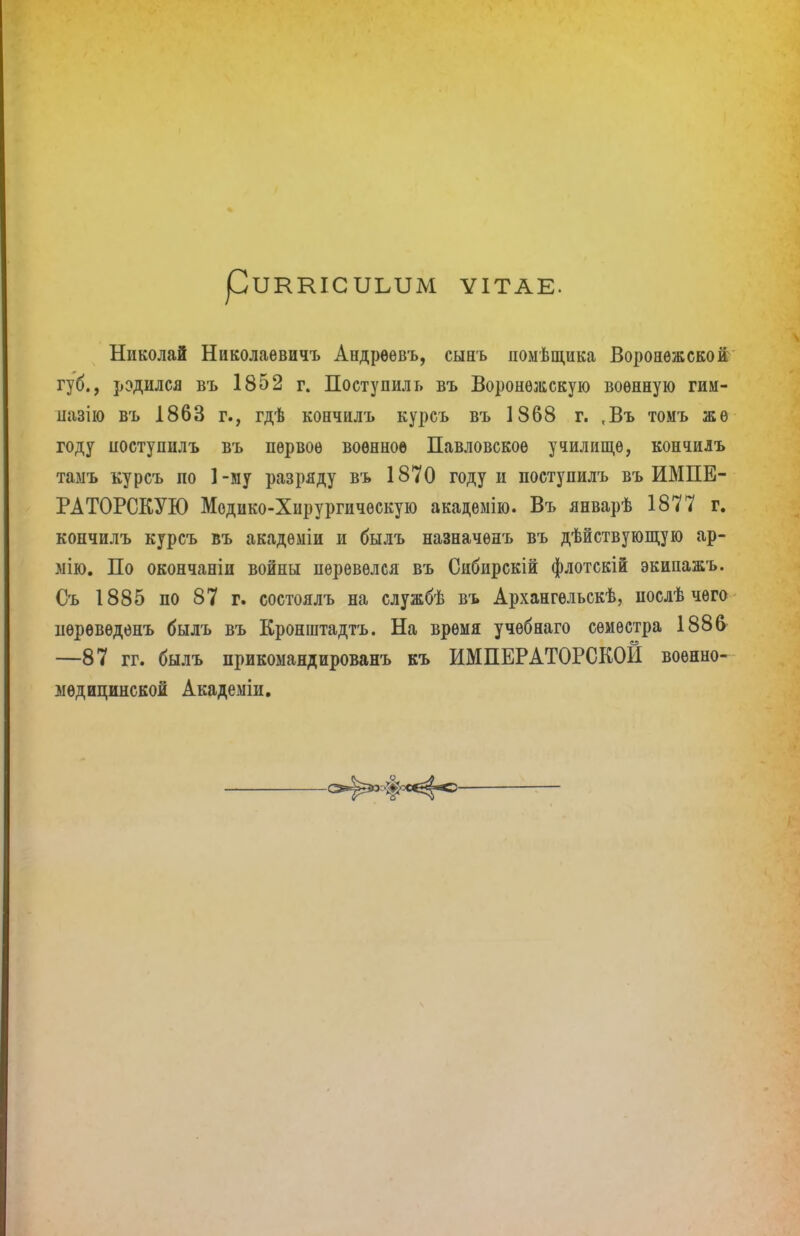 CURRICULUM VITAE.
Николай Николаевичъ Андреевъ, сынъ помѣщика Воронежской
губ., родился въ 1852 г. Поступилъ въ Воронежскую военную гим-
назію въ 1863 г., гдѣ кончилъ курсъ въ 1868 г. Въ томъ же
году поступилъ въ первое военное Павловское училище, кончилъ
тамъ курсъ по 1-му разряду въ 1870 году и поступилъ въ ИМПЕ-
РАТОРСКУЮ Медико-Хирургическую академію. Въ январѣ 1877 г.
кончилъ курсъ въ академіи и былъ назначенъ въ дѣйствующую ар-
мію. По окончаніи войны перевелся въ Сибирскій флотскій экипажъ.
Съ 1885 по 87 г. состоялъ на службѣ въ Архангельскѣ, послѣ чего
переведенъ былъ въ Кронштадтъ. На время учебнаго семестра 1886
—87 гг. былъ прикомандированъ къ ИМПЕРАТОРСКОЙ военно-
медицинской Академіи.